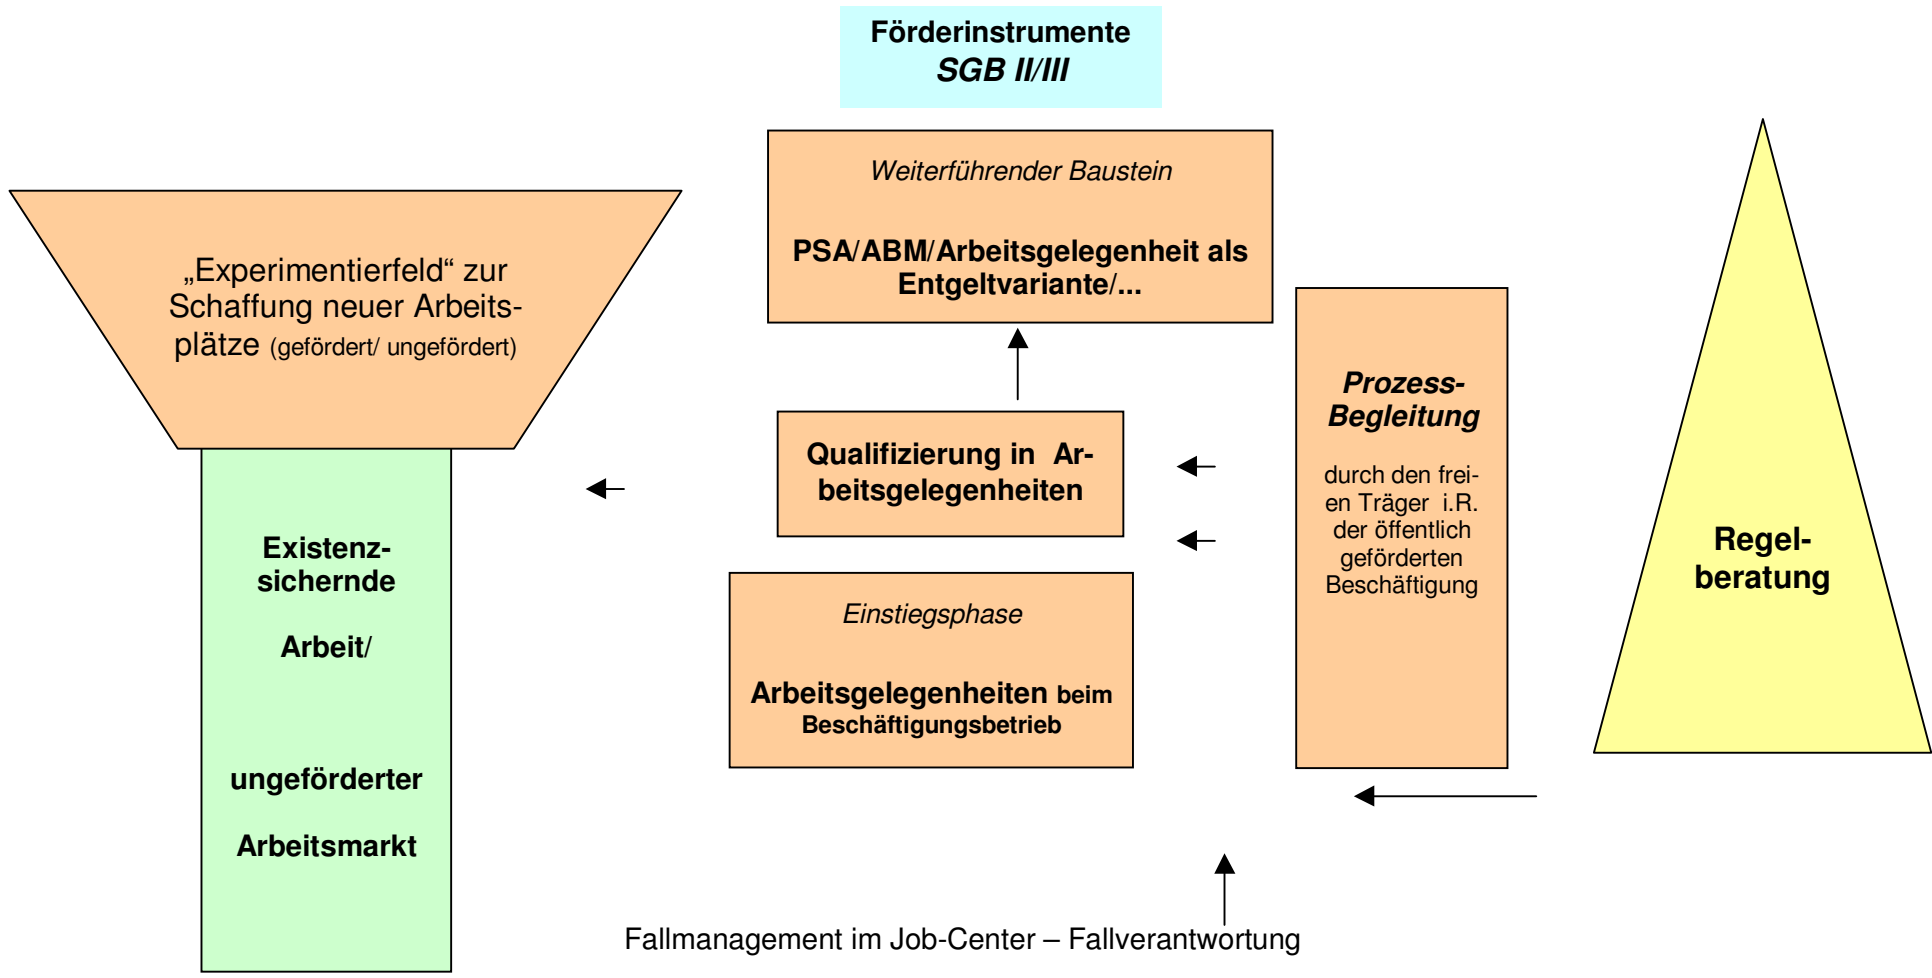 Förderinstrumente
SGB II/III
Weiterführender Baustein
PSA/ABM/Arbeitsgelegenheit als
Entgeltvariante/...
„Experimentierfeld“ zur
Schaffung neuer Arbeits-
plätze (gefördert/ ungefördert)
Qualifizierung in Ar-
beitsgelegenheiten
Prozess-
Begleitung
durch den frei-
en Träger i.R.
der öffentlich
geförderten
Beschäftigung
Regel-
beratung
Existenz-
sichernde
Arbeit/
ungeförderter
Arbeitsmarkt
Einstiegsphase
Arbeitsgelegenheiten beim
Beschäftigungsbetrieb
Fallmanagement im Job-Center – Fallverantwortung